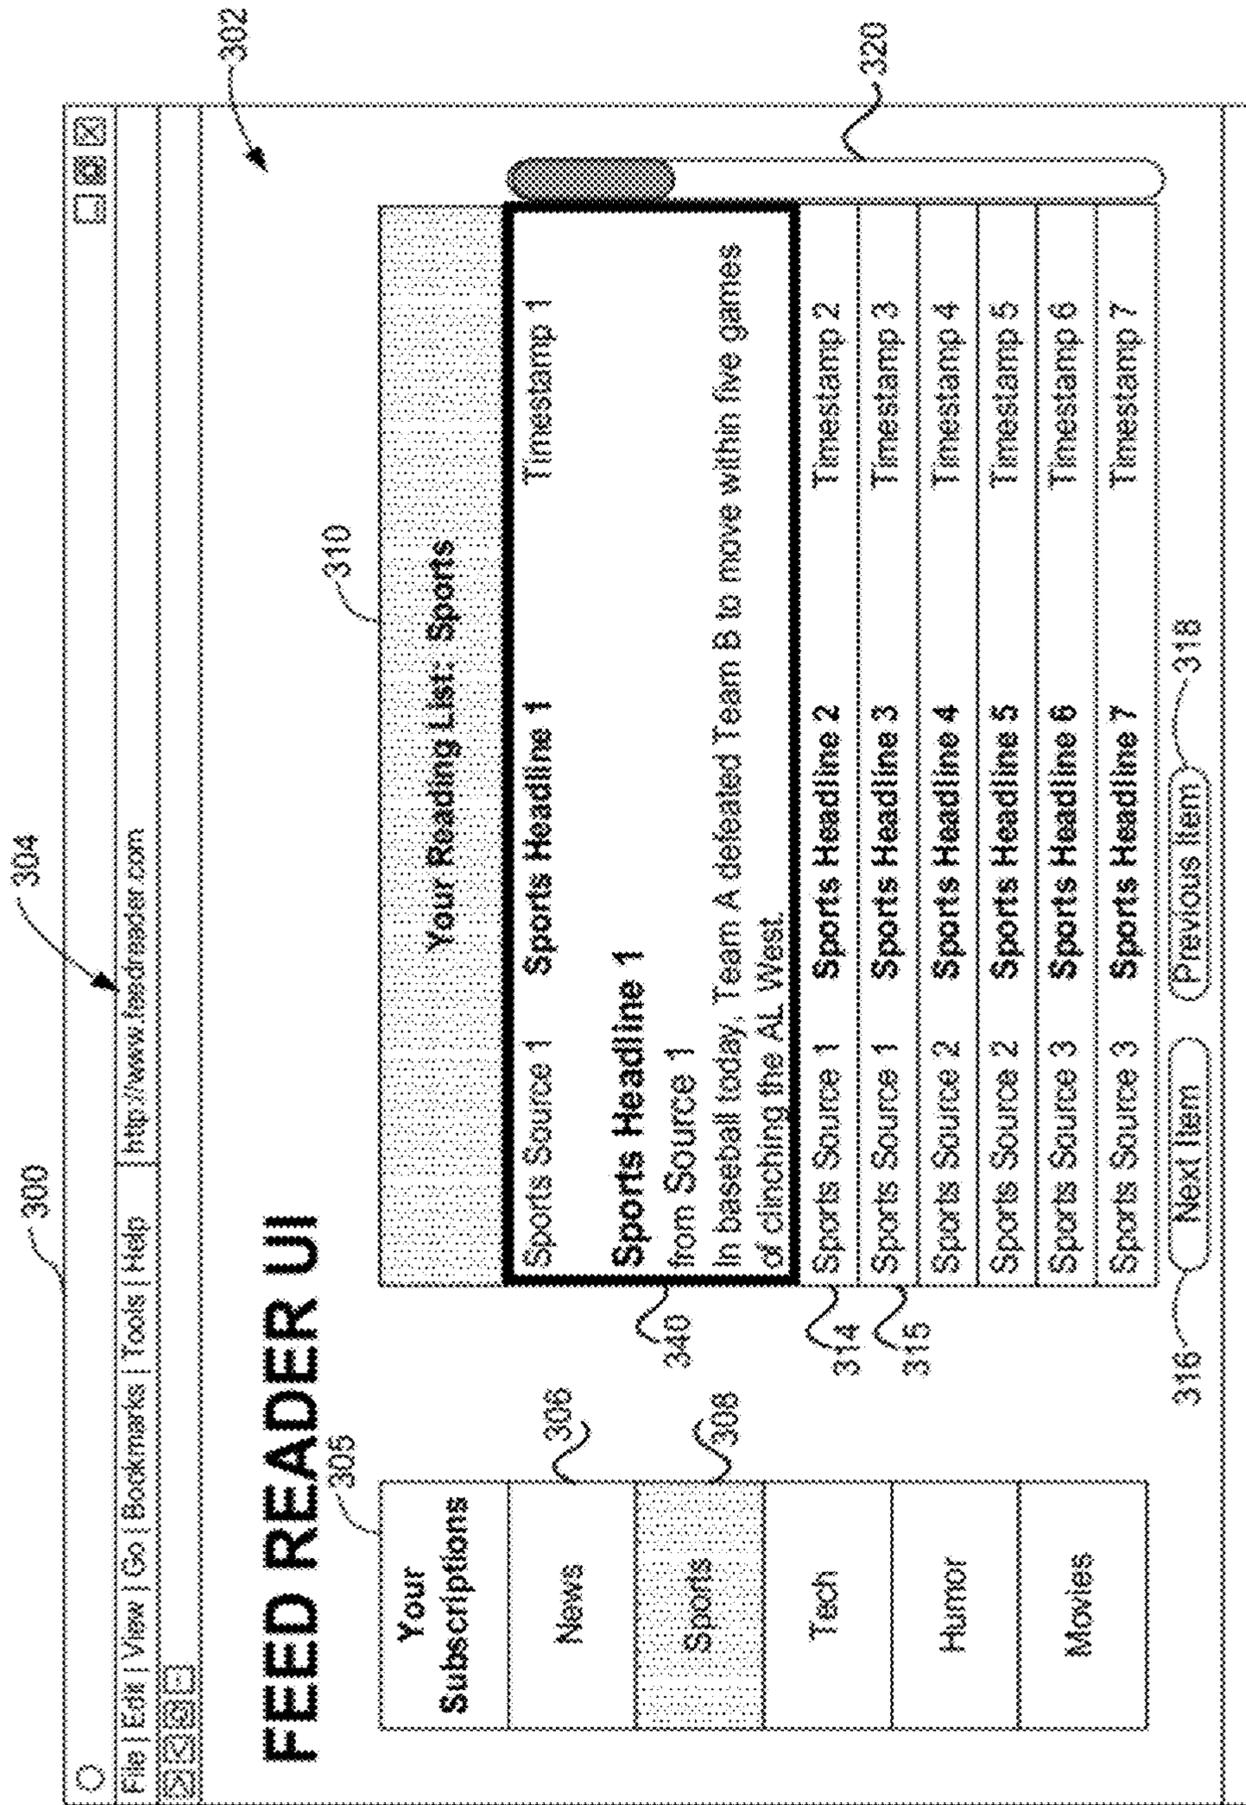 300
304
302
File | Edit | View | Go | Bookmarks | Tools | Help
http://www.feedreader.com
FEED READER UI
305
310
Your
Subscriptions
News
306
Sports
308
Tech
Humor
Movies
Your Reading List: Sports
Sports Source 1 Sports Headline 1 Timestamp 1
Sports Headline 1
from Source 1
In baseball today, Team A defeated Team B to move within five games
of clinching the AL West.
340
320
314
Sports Source 1 Sports Headline 2 Timestamp 2
315
Sports Source 1 Sports Headline 3 Timestamp 3
Sports Source 2 Sports Headline 4 Timestamp 4
Sports Source 2 Sports Headline 5 Timestamp 5
Sports Source 3 Sports Headline 6 Timestamp 6
Sports Source 3 Sports Headline 7 Timestamp 7
316
Next Item
Previous Item
318